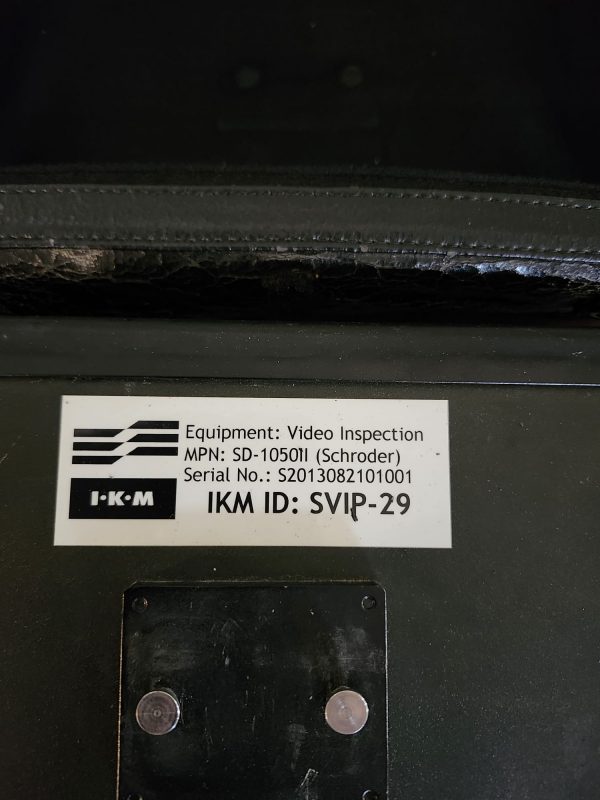 Equipment: Video Inspection
MPN: SD-1050II (Schroder)
Serial No.: S2013082101001
I·K·M
IKM ID: SVIP-29